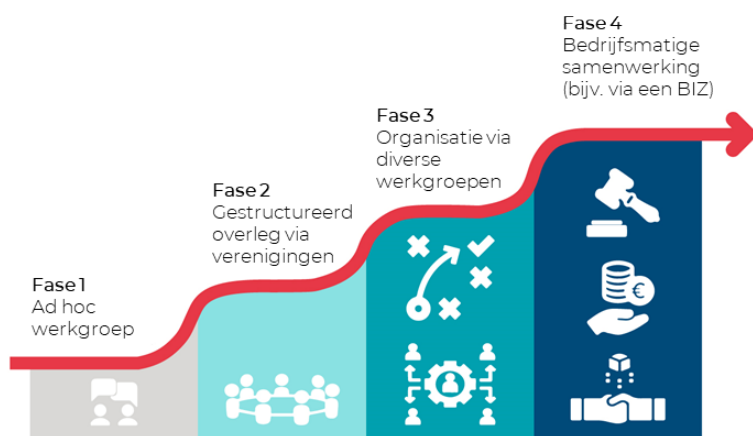 Fase 1
Ad hoc
werkgroep
Fase 2
Gestructureerd
overleg via
verenigingen
Fase 3
Organisatie via
diverse
werkgroepen
Fase 4
Bedrijfsmatige
samenwerking
(bijv. via een BIZ)
€